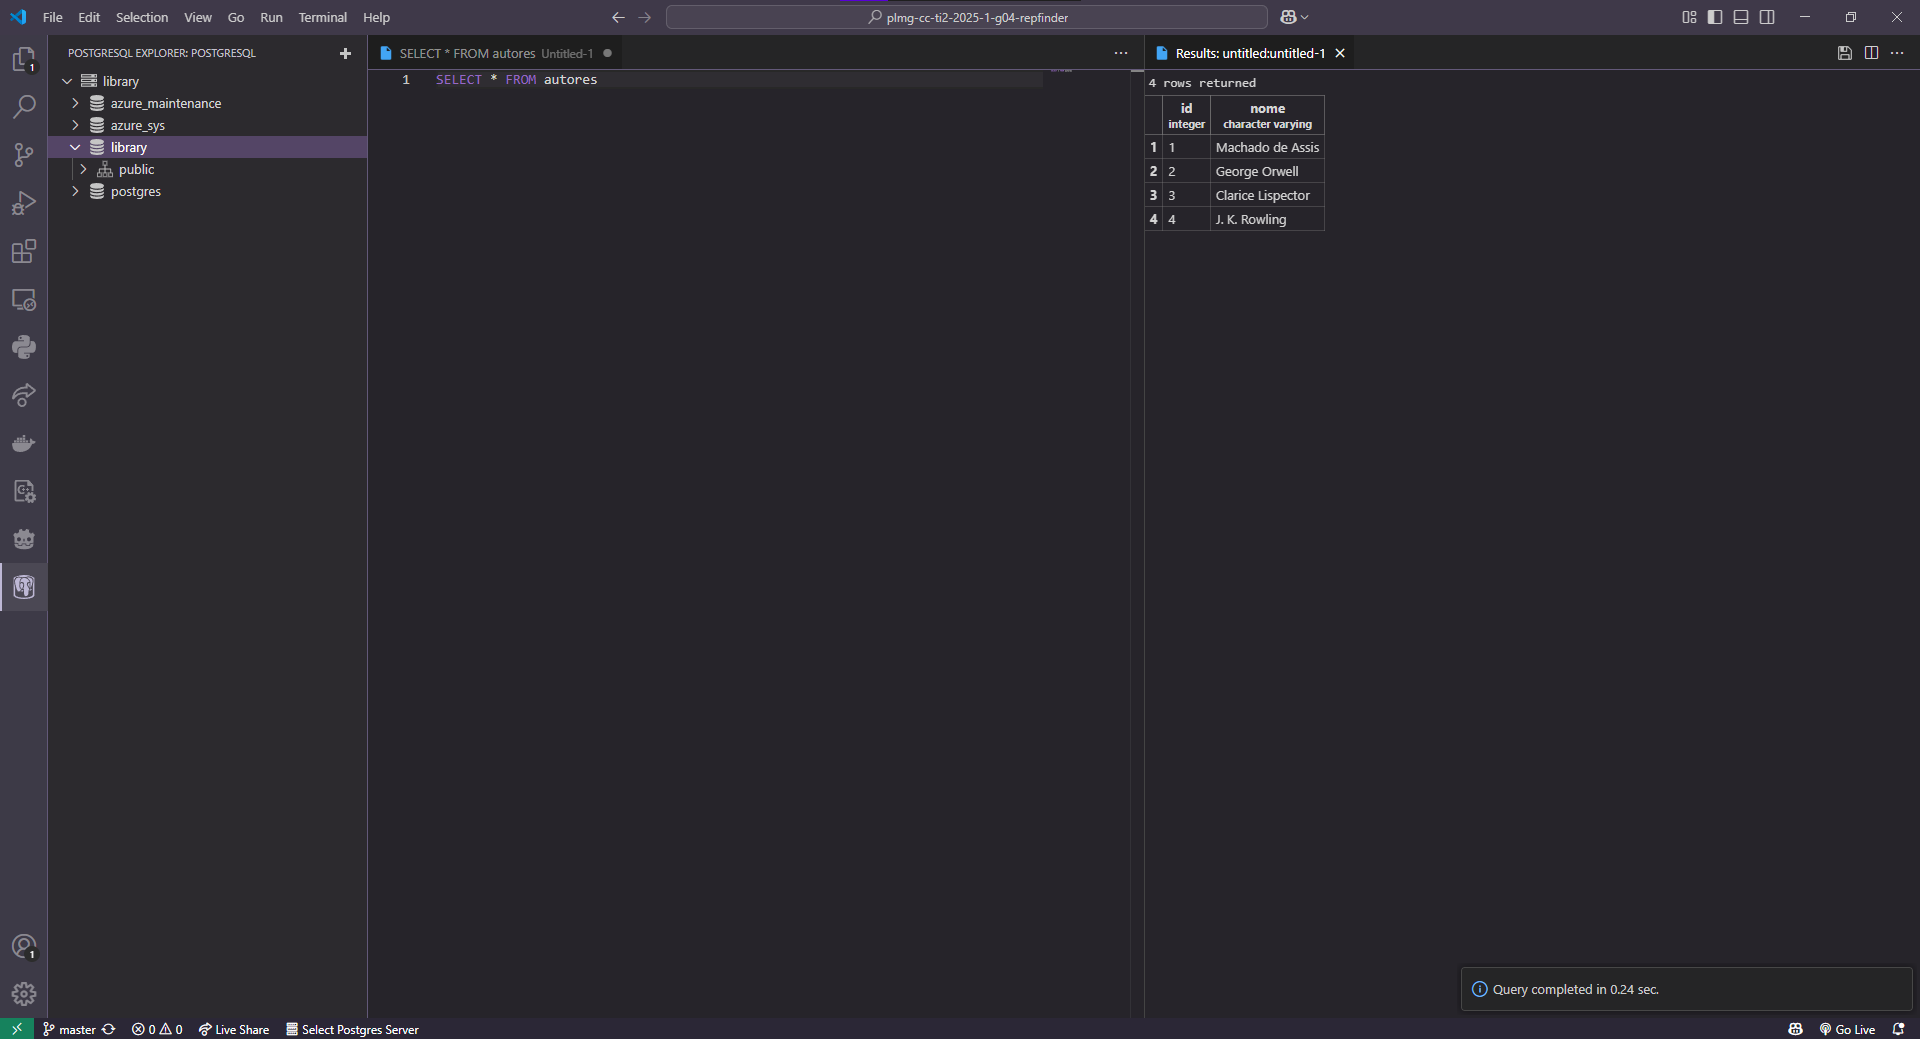 File Edit Selection View Go Run Terminal Help
plmg-cc-ti2-2025-1-g04-repfinder
1
POSTGRESQL EXPLORER: POSTGRESQL
library
azure_maintenance
azure_sys
library
public
postgres
SELECT * FROM autores Untitled-1
1 SELECT * FROM autores
Results: untitled:untitled-1
4 rows returned
id nome
integer character varying
1 1 Machado de Assis
2 2 George Orwell
3 3 Clarice Lispector
4 4 J. K. Rowling
1
Query completed in 0.24 sec.
master 0 0 Live Share Select Postgres Server Go Live